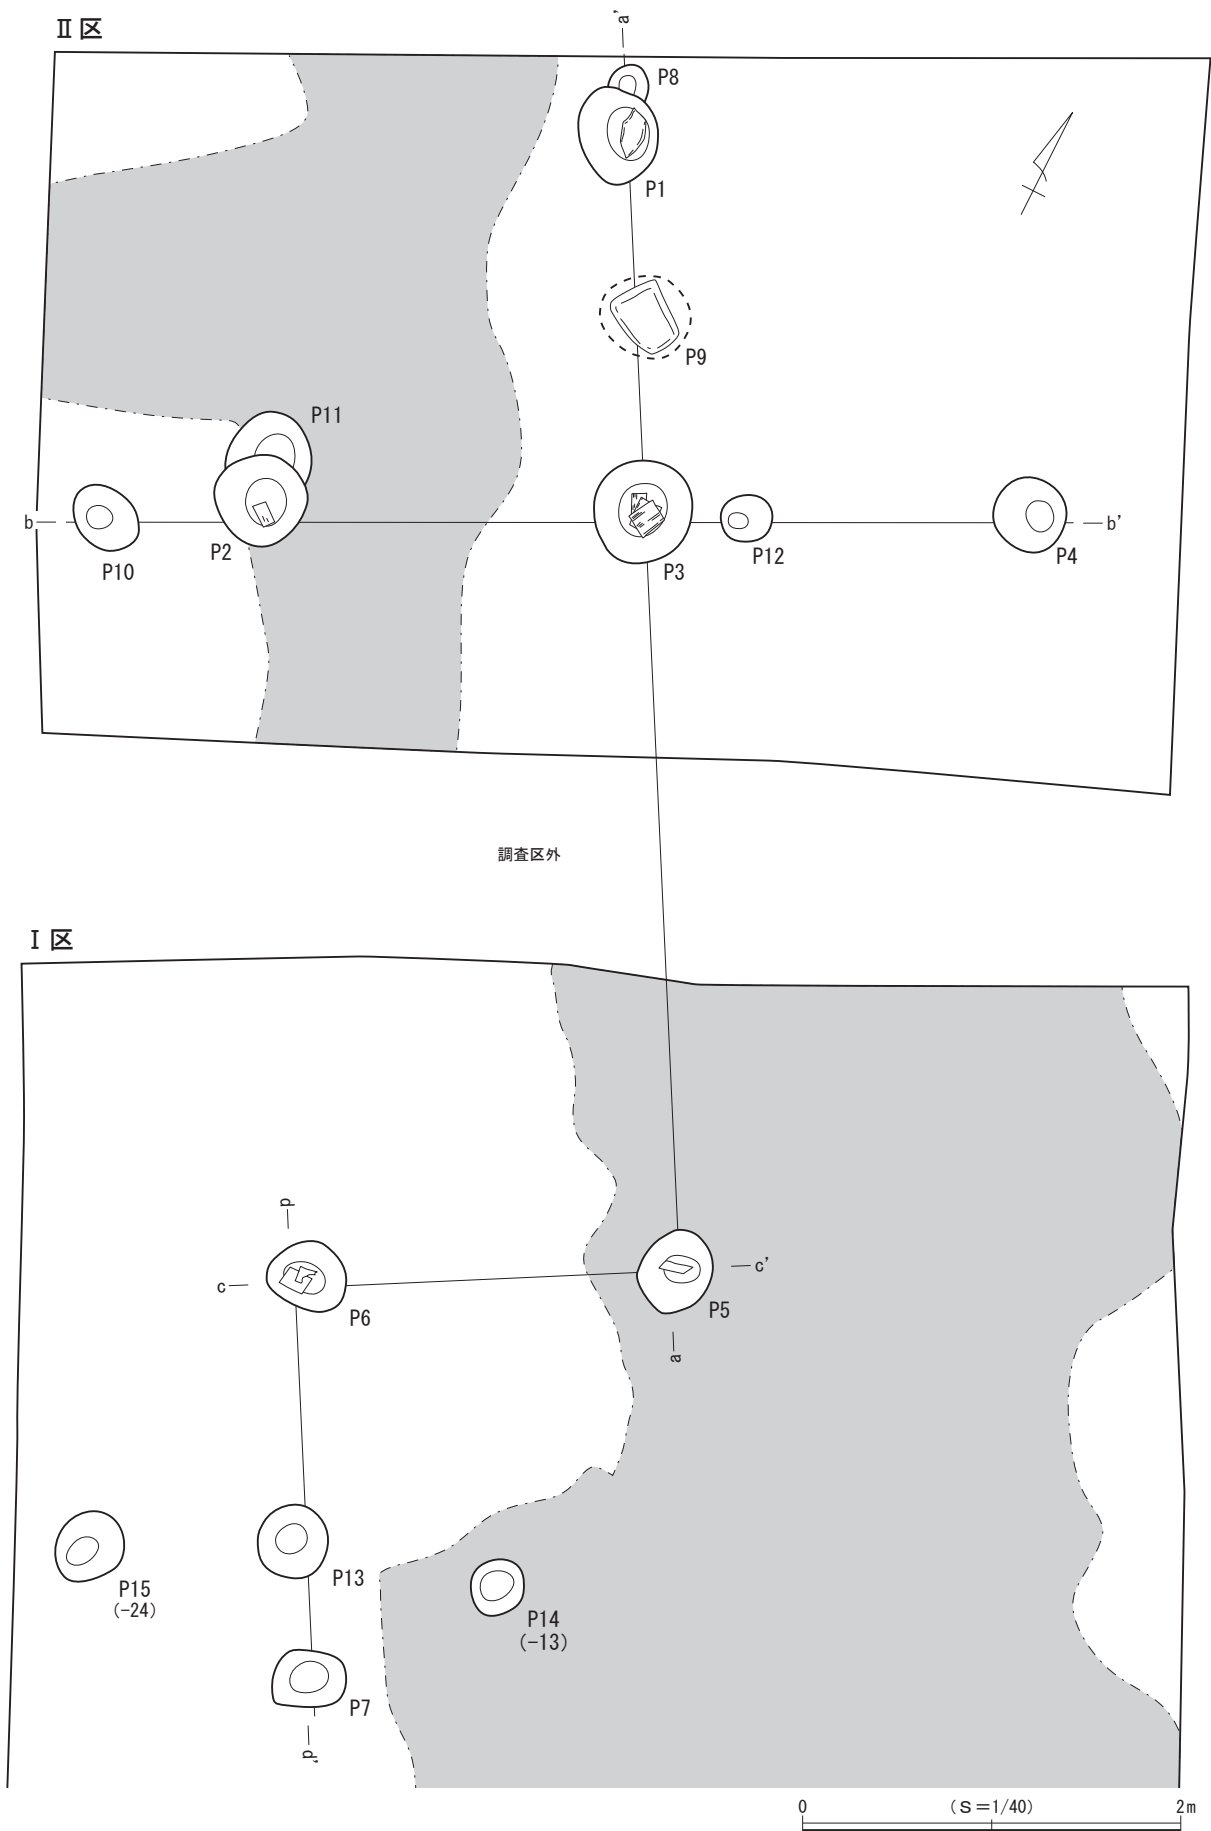 Ⅱ区
a'
P8
P1
P9
P11
b
b'
P2
P10
P3
P12
P4
調査区外
Ⅰ区
d
c
c'
P6
P5
a
P15
(-24)
P13
P14
(-13)
P7
d'
0
(S=1/40)
2m